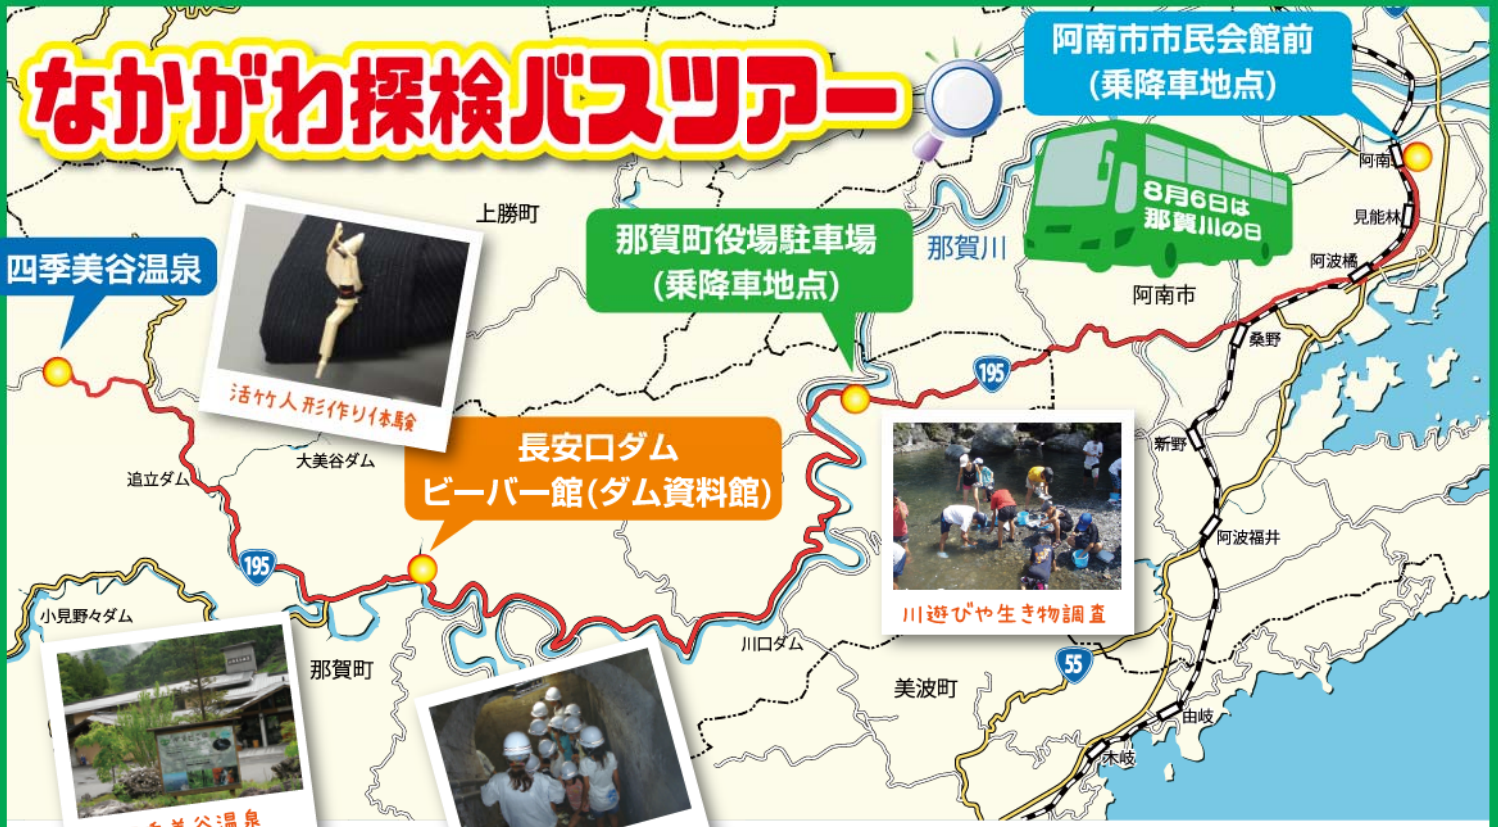 なかがわ探検バスツアー
阿南市市民会館前
(乗降車地点)
8月6日は
那賀川の日
阿南
見能林
阿波橘
阿南市
桑野
上勝町
那賀町役場駐車場
(乗降車地点)
那賀川
四季美谷温泉
活竹人形作り体験
195
大美谷ダム
追立ダム
長安口ダム
ビーバー館(ダム資料館)
新野
阿波福井
195
小見野々ダム
川遊びや生き物調査
川口ダム
那賀町
美波町
55
由岐
木岐
季美谷温泉